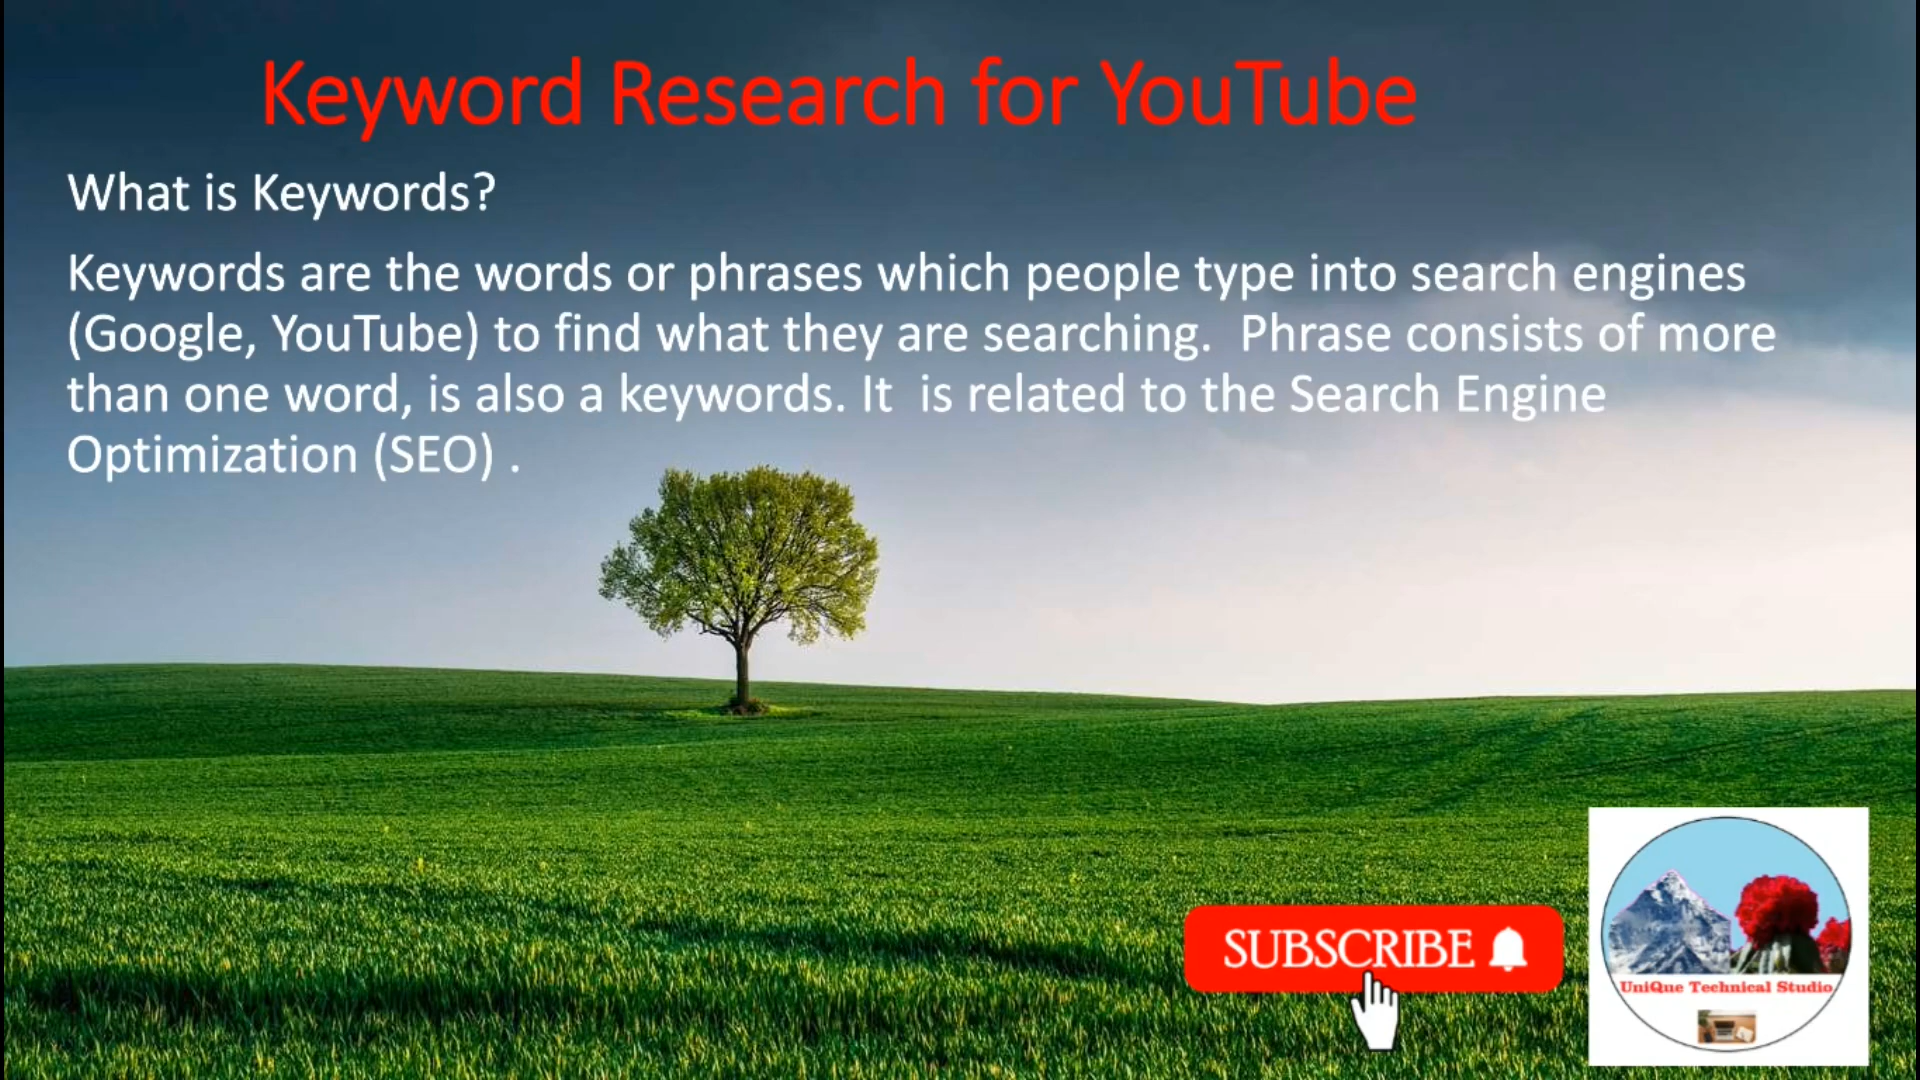 Keyword Research for YouTube
What is Keywords?
Keywords are the words or phrases which people type into search engines
(Google, YouTube) to find what they are searching.  Phrase consists of more
than one word, is also a keywords. It  is related to the Search Engine
Optimization (SEO) .
SUBSCRIBE
UniQue Technical Studio